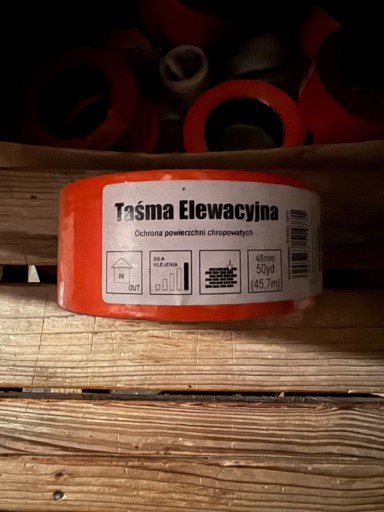 Taśma Elewacyjna
Ochrona powierzchni chropowatych
IN
OUT
SIŁA
KLEJENIA
48mm
50yd
(45,7m)